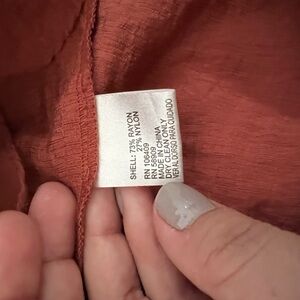 SHELL: 73% RAYON
27% NYLON
RN 106409
RN 58909
MADE IN CHINA
DRY CLEAN ONLY
VER AL DORSO PARA CUIDADO